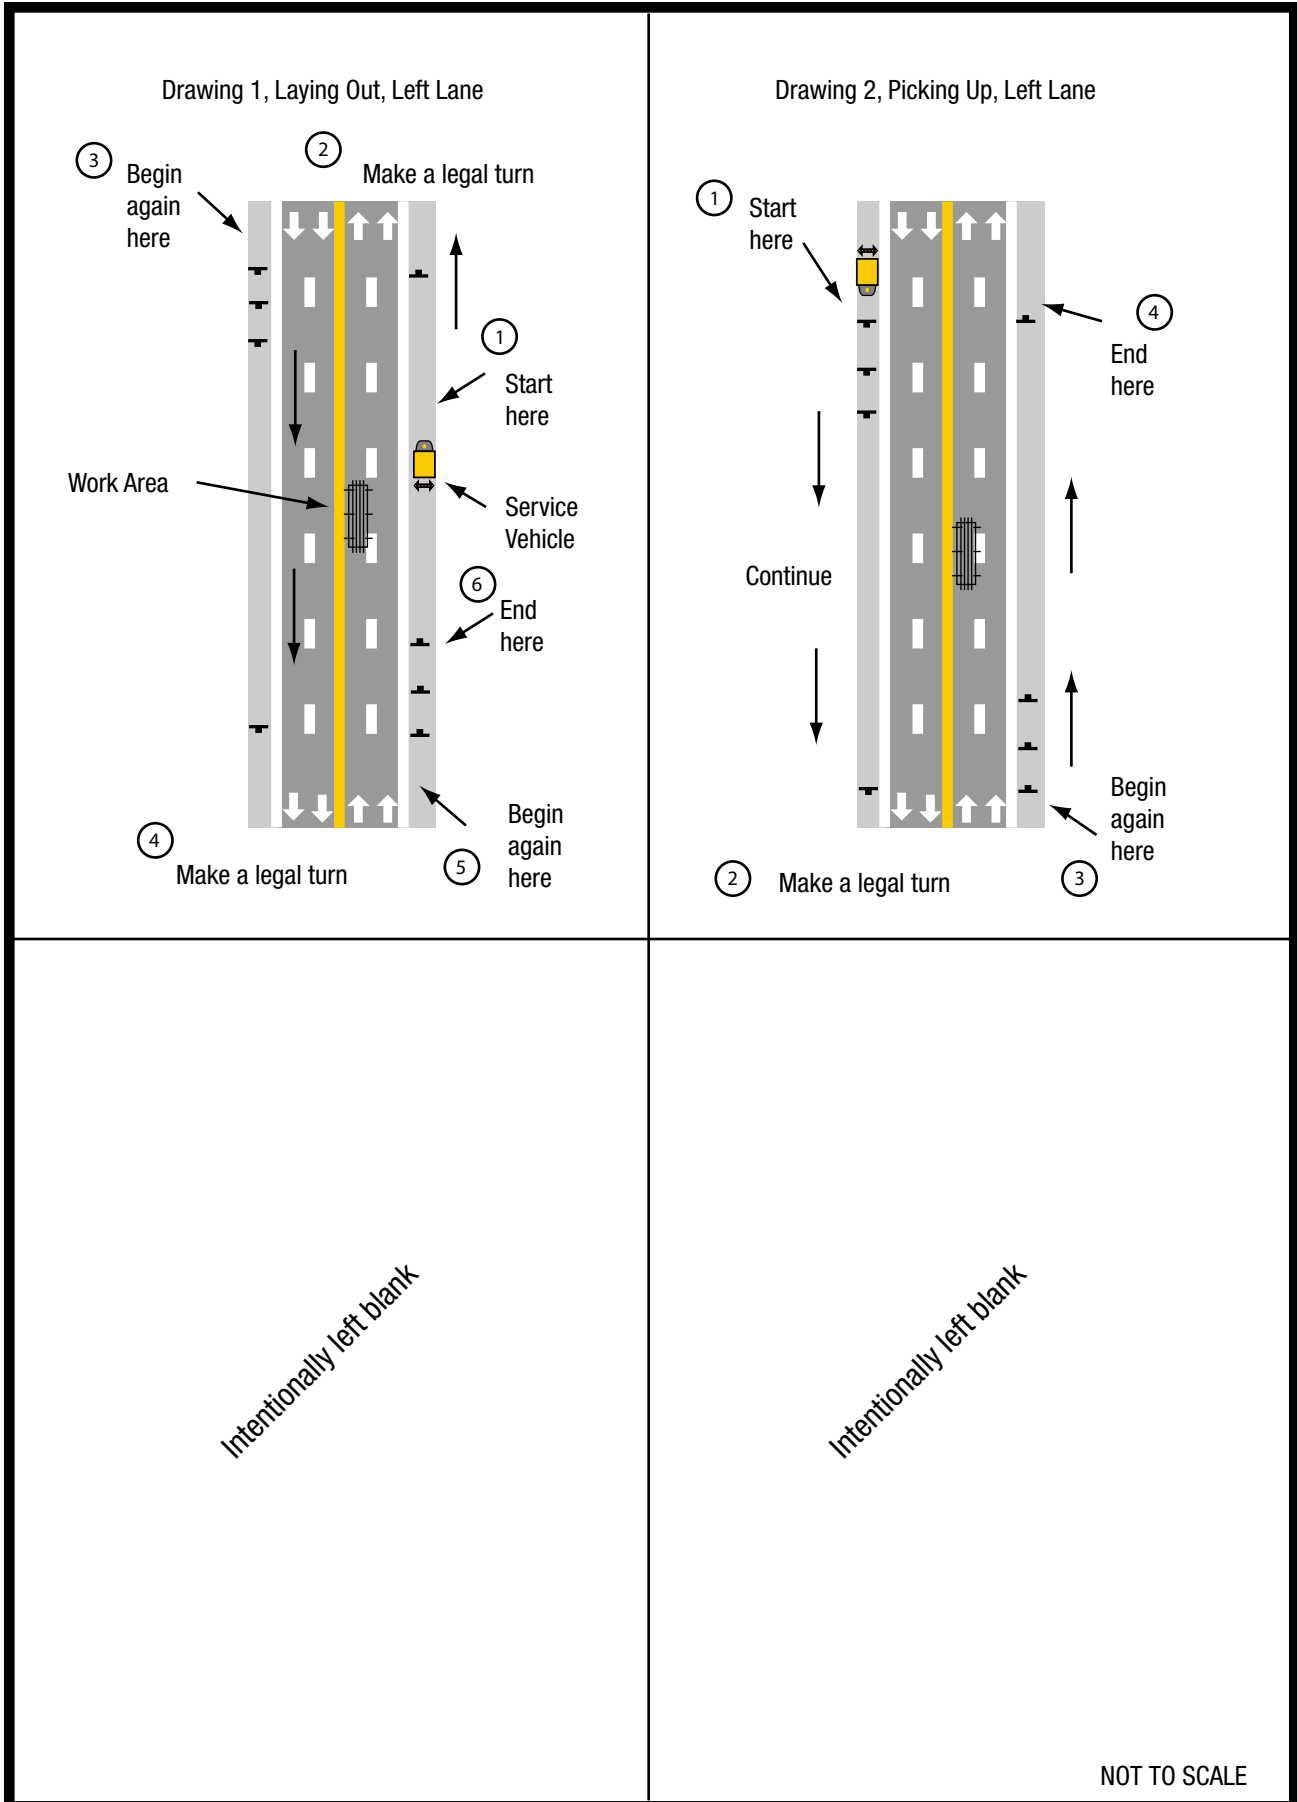 Drawing 1, Laying Out, Left Lane
3
Begin
again
here
2
Make a legal turn
1
Start
here
Work Area
Service
Vehicle
6
End
here
4
Make a legal turn
5
Begin
again
here
Drawing 2, Picking Up, Left Lane
1
Start
here
4
End
here
Continue
Begin
again
here
2
Make a legal turn
3
Intentionally left blank
Intentionally left blank
NOT TO SCALE